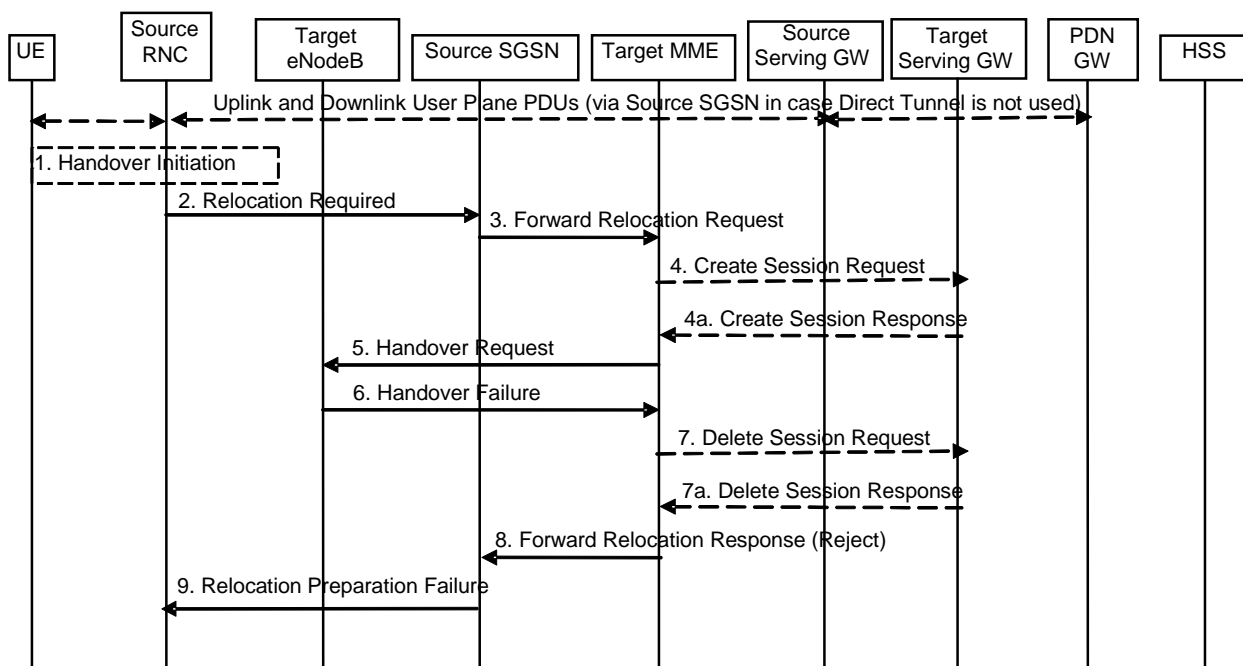 UE
Source
RNC
Target
eNodeB
Source SGSN
Target MME
Source
Serving GW
Target
Serving GW
PDN
GW
HSS
Uplink and Downlink User Plane PDUs (via Source SGSN in case Direct Tunnel is not used)
1. Handover Initiation
2. Relocation Required
3. Forward Relocation Request
4. Create Session Request
4a. Create Session Response
5. Handover Request
6. Handover Failure
7. Delete Session Request
7a. Delete Session Response
8. Forward Relocation Response (Reject)
9. Relocation Preparation Failure